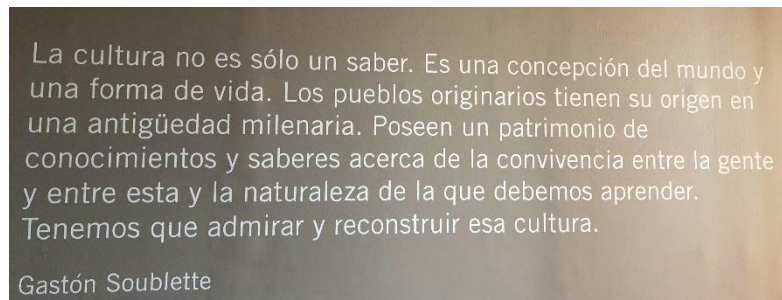 La cultura no es sólo un saber. Es una concepción del mundo y
una forma de vida. Los pueblos originarios tienen su origen en
una antigüedad milenaria. Poseen un patrimonio de
conocimientos y saberes acerca de la convivencia entre la gente
y entre esta y la naturaleza de la que debemos aprender.
Tenemos que admirar y reconstruir esa cultura.
Gastón Soublette